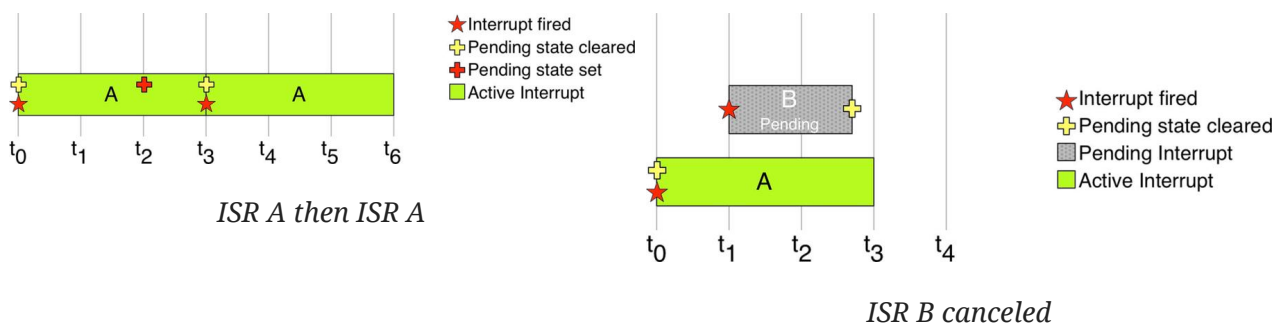 Interrupt fired
Pending state cleared
Pending state set
Active Interrupt
A A
t0 t1 t2 t3 t4 t5 t6
ISR A then ISR A
B
Pending
A
t0 t1 t2 t3 t4
Interrupt fired
Pending state cleared
Pending Interrupt
Active Interrupt
ISR B canceled